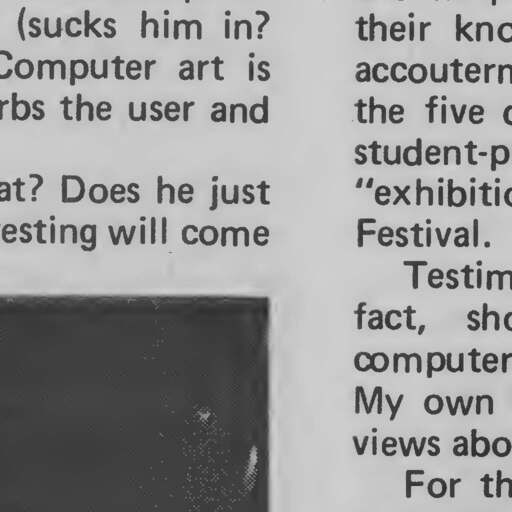 (sucks him in?
Computer art is
rbs the user and
at? Does he just
esting will come
their kno
accoutern
the five
student-p
"exhibitio
Festival.
Testim
fact, sho
computer
My own
views abo
For th